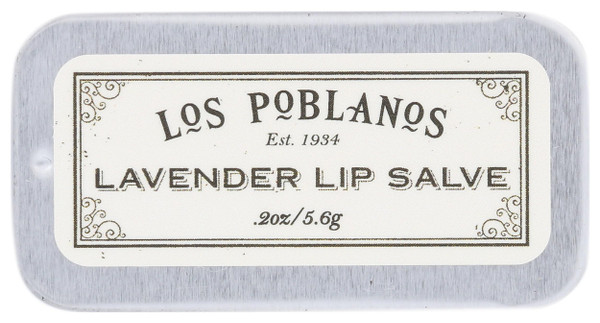 LOS POBLANOS
Est. 1934
LAVENDER LIP SALVE
.2oz/5.6g